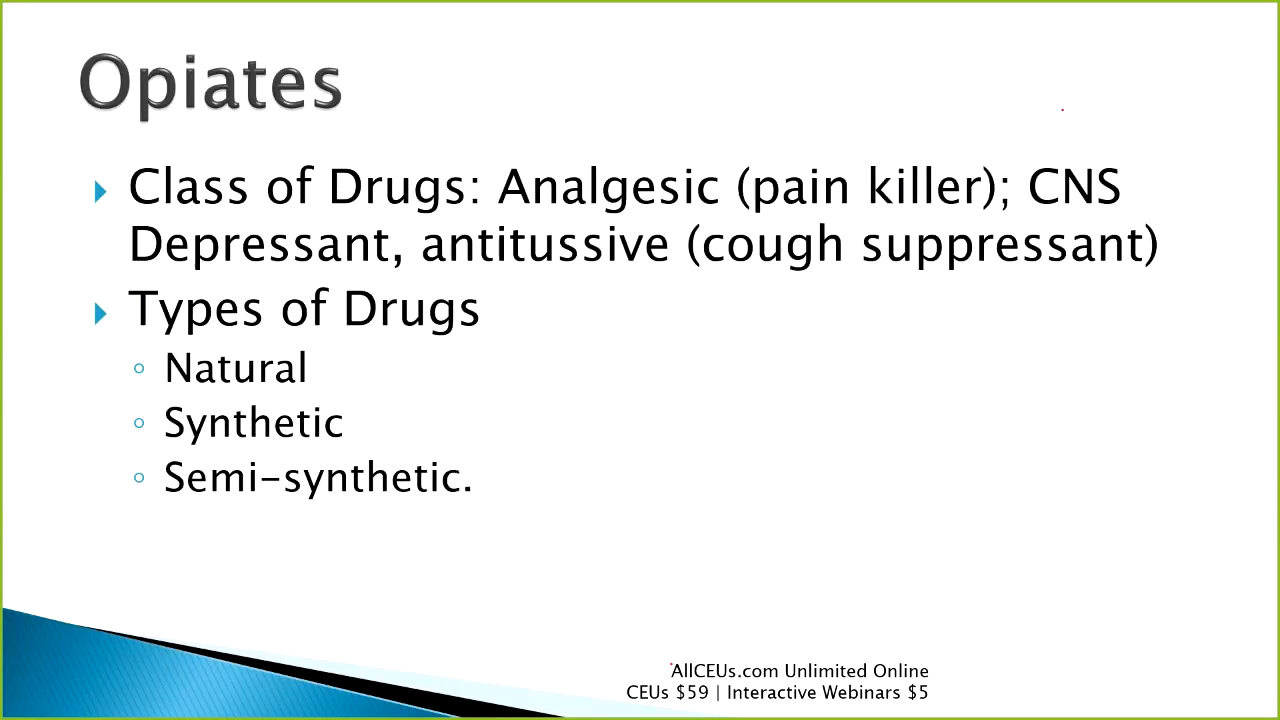 Opiates
Class of Drugs: Analgesic (pain killer); CNS
Depressant, antitussive (cough suppressant)
Types of Drugs
Natural
Synthetic
Semi-synthetic.
AllCEUs.com Unlimited Online
CEUs $59 | Interactive Webinars $5